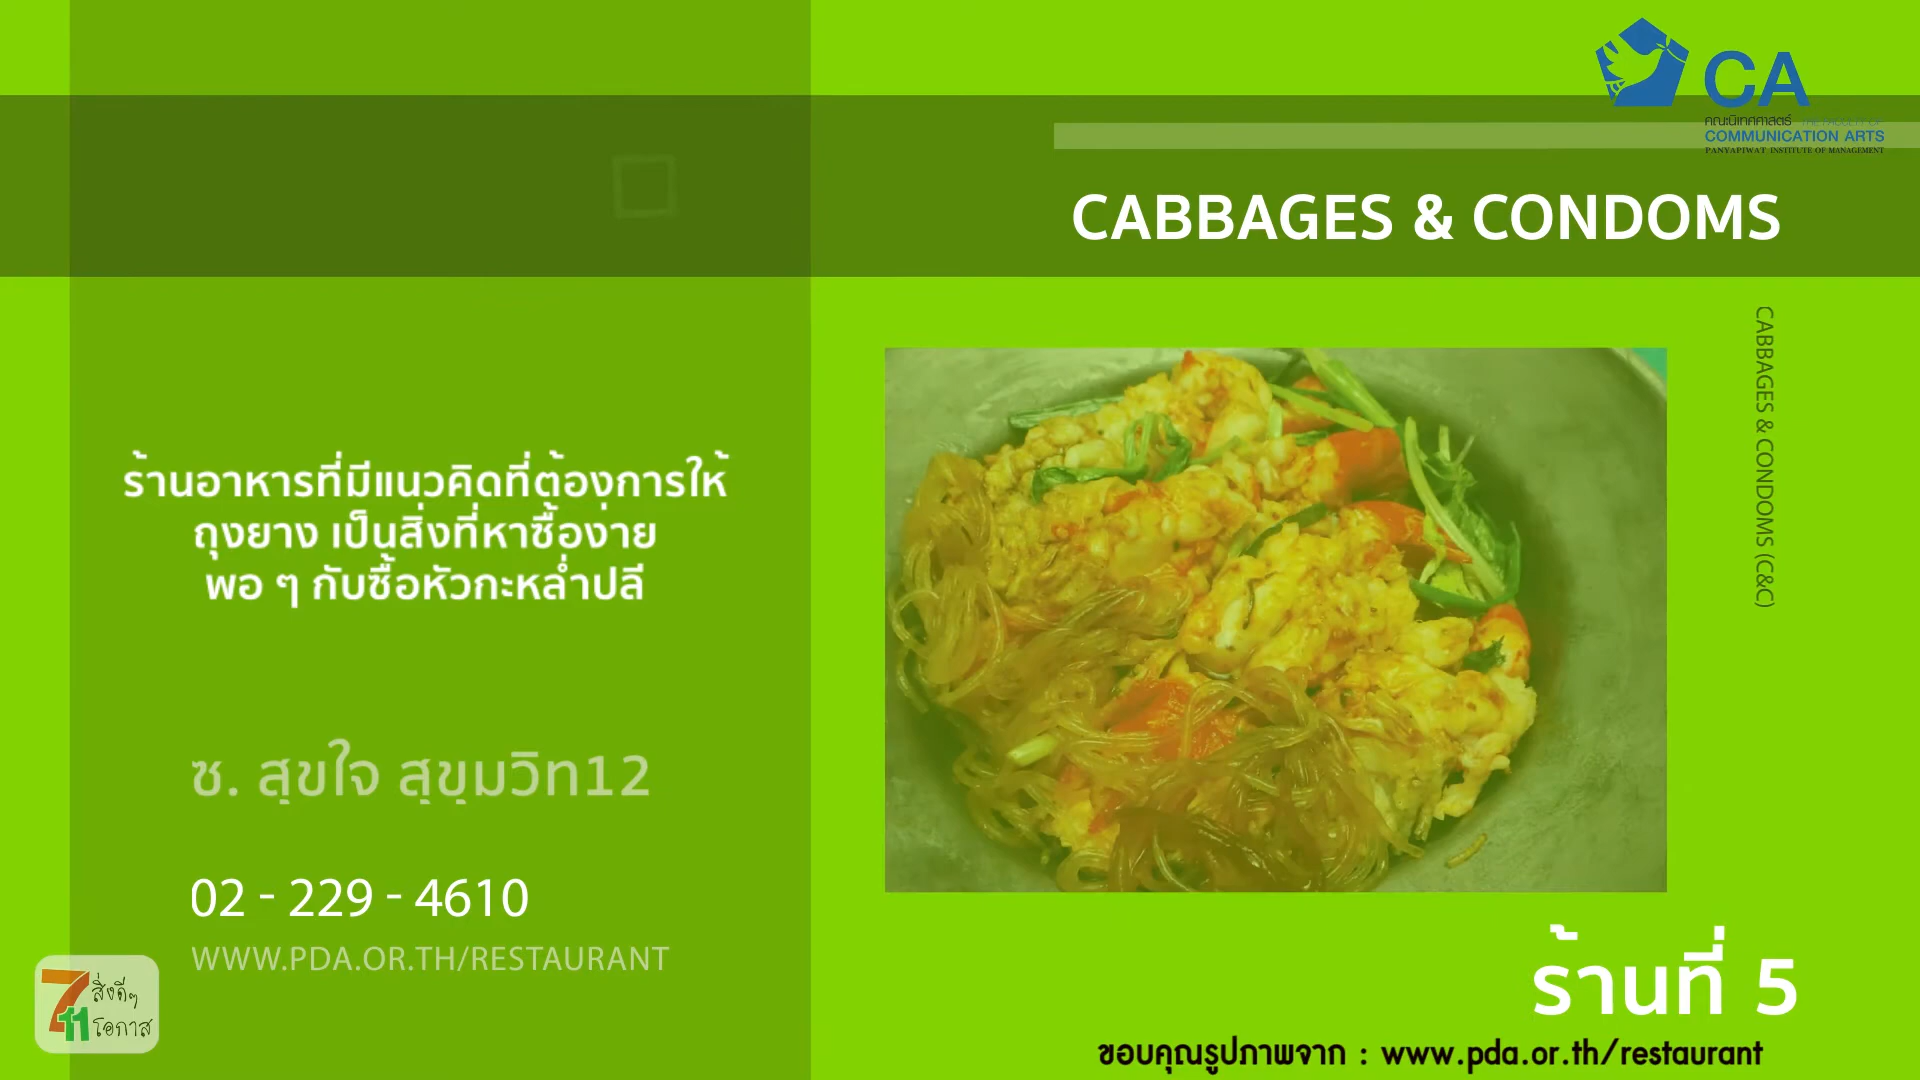 CA
คณะนิเทศศาสตร์ THE FACULTY OF
COMMUNICATION ARTS
PANYAPIWAT INSTITUTE OF MANAGEMENT
CABBAGES & CONDOMS
CABBAGES & CONDOMS (C&C)
ร้านอาหารที่มีแนวคิดที่ต้องการให้
ถุงยาง เป็นสิ่งที่หาซื้อง่าย
พอ ๆ กับซื้อหัวกะหล่ำปลี
ซ. สุขใจ สุขุมวิท12
02 - 229 - 4610
WWW.PDA.OR.TH/RESTAURANT
7 สิ่งดีๆ
11 โอกาส
ร้านที่ 5
ขอบคุณรูปภาพจาก : www.pda.or.th/restaurant